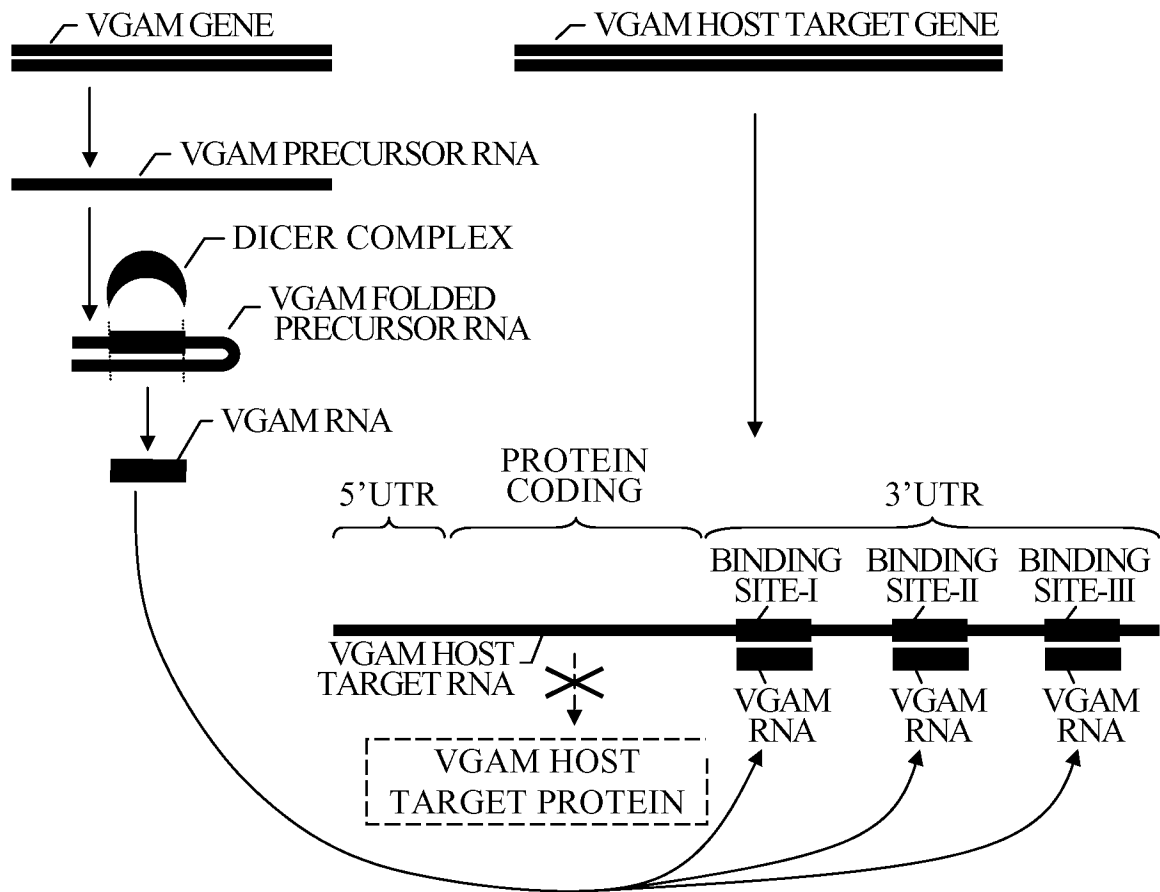 VGAM GENE
VGAM HOST TARGET GENE
VGAM PRECURSOR RNA
DICER COMPLEX
VGAM FOLDED
PRECURSOR RNA
VGAM RNA
5’UTR
PROTEIN
CODING
3’UTR
BINDING
SITE-I
BINDING
SITE-II
BINDING
SITE-III
VGAM HOST
TARGET RNA
VGAM
RNA
VGAM
RNA
VGAM
RNA
VGAM HOST
TARGET PROTEIN